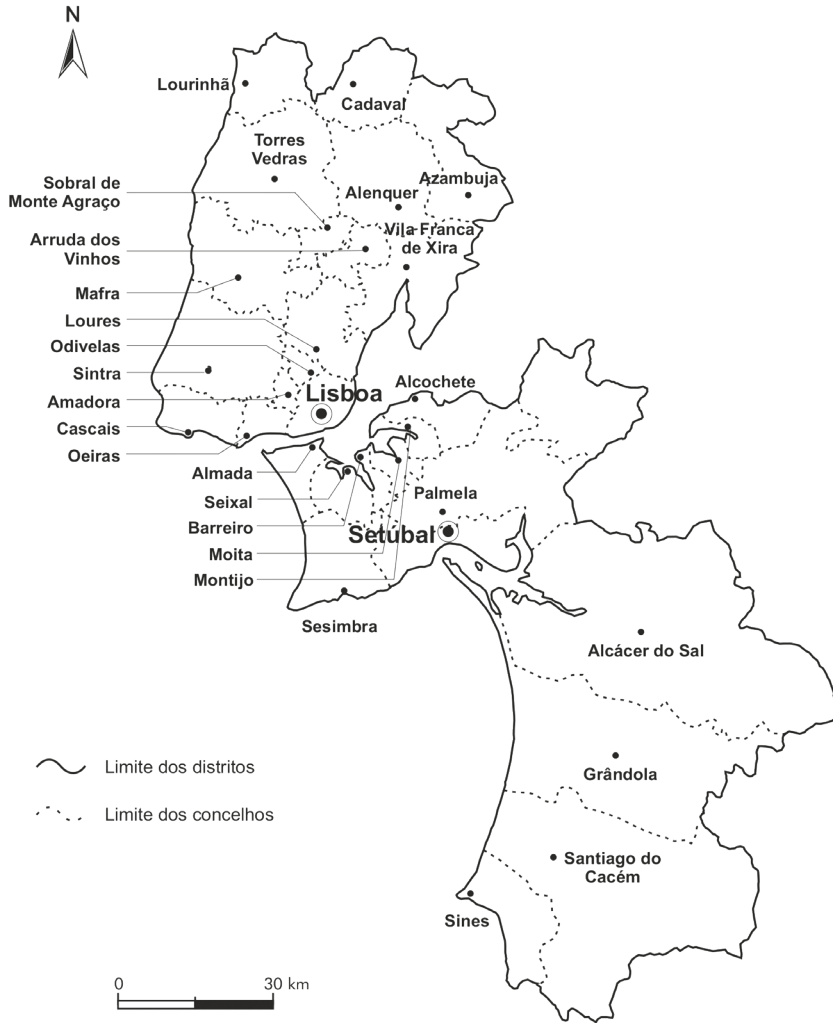 N
Lourinhã
Cadaval
Torres
Vedras
Sobral de
Monte Agraço
Azambuja
Alenquer
Vila Franca
de Xira
Arruda dos
Vinhos
Mafra
Loures
Odivelas
Sintra
Lisboa
Alcochete
Amadora
Cascais
Oeiras
Almada
Seixal
Palmela
Barreiro
Setubal
Moita
Montijo
Sesimbra
Alcácer do Sal
Limite dos distritos
Grândola
Limite dos concelhos
Santiago do
Cacém
Sines
0 30 km